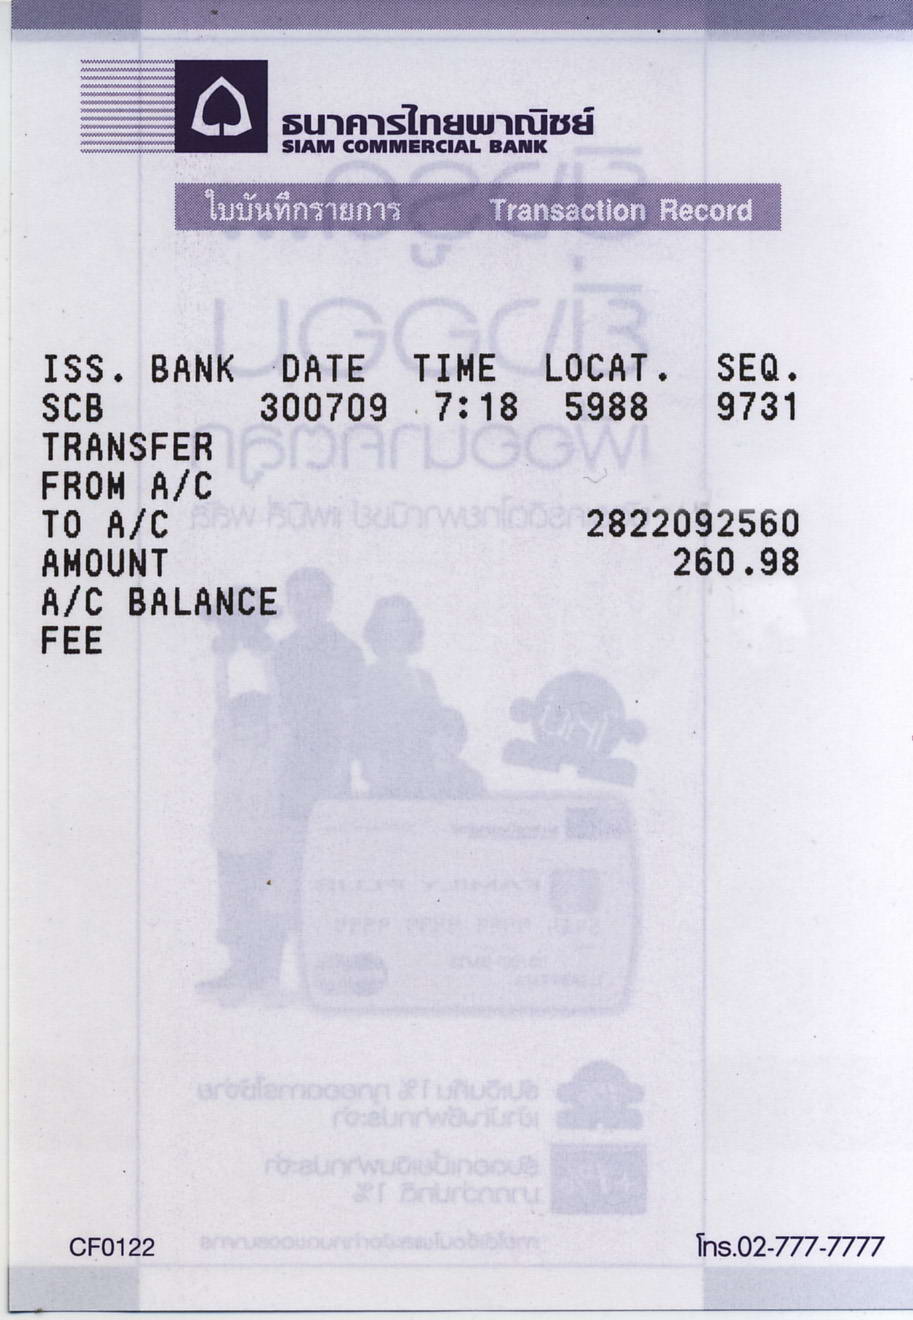 ธนาคารไทยพาณิชย์
SIAM COMMERCIAL BANK
ใบบันทึกรายการ Transaction Record
ISS. BANK DATE TIME LOCAT. SEQ.
SCB 300709 7:18 5988 9731
TRANSFER
FROM A/C
TO A/C 2822092560
AMOUNT 260.98
A/C BALANCE
FEE
CF0122 โทร.02-777-7777